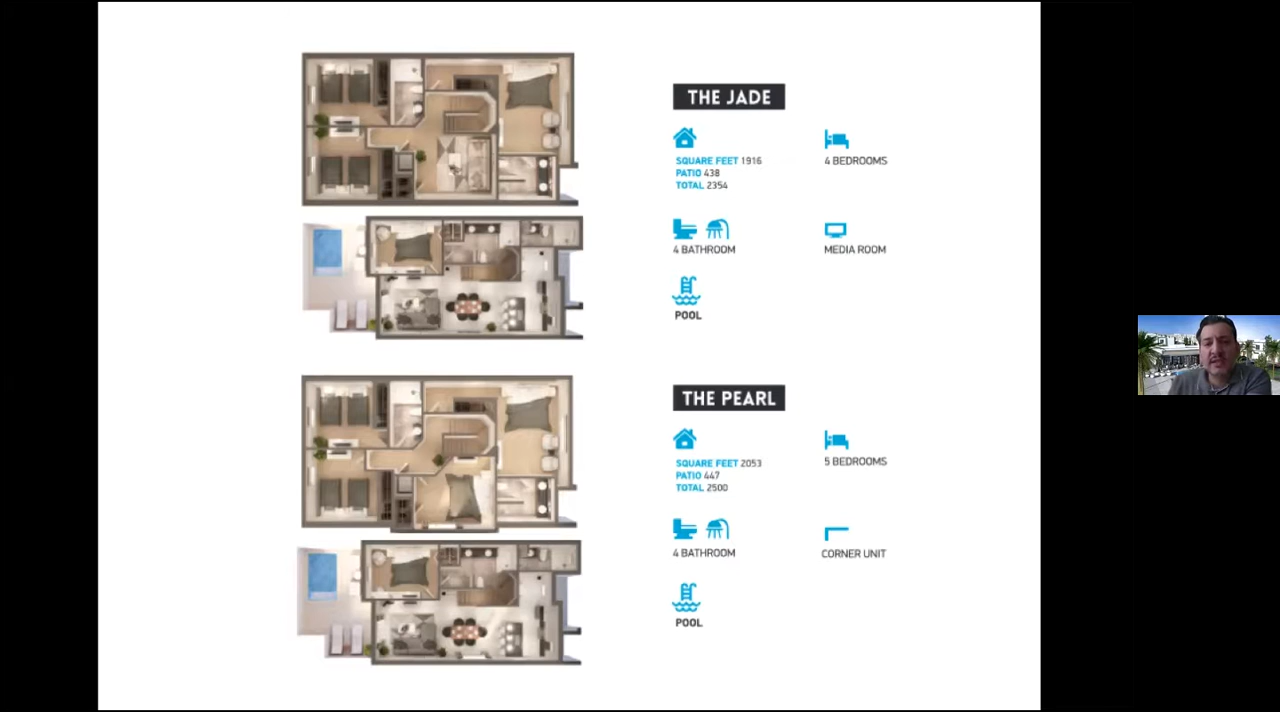 THE JADE
SQUARE FEET 1916
PATIO 438
TOTAL 2354
4 BEDROOMS
4 BATHROOM
MEDIA ROOM
POOL
THE PEARL
SQUARE FEET 2053
PATIO 447
TOTAL 2500
5 BEDROOMS
4 BATHROOM
CORNER UNIT
POOL